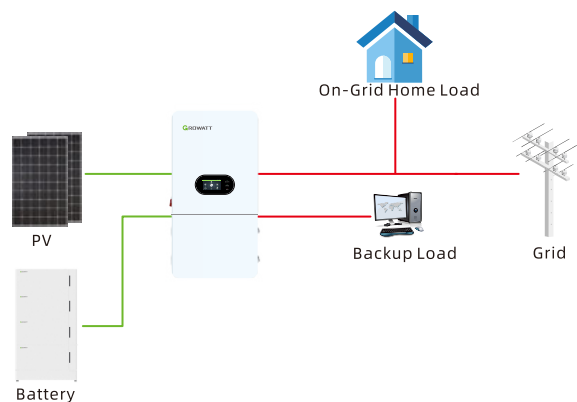 On-Grid Home Load
GROWATT
PV
Backup Load
Grid
Battery